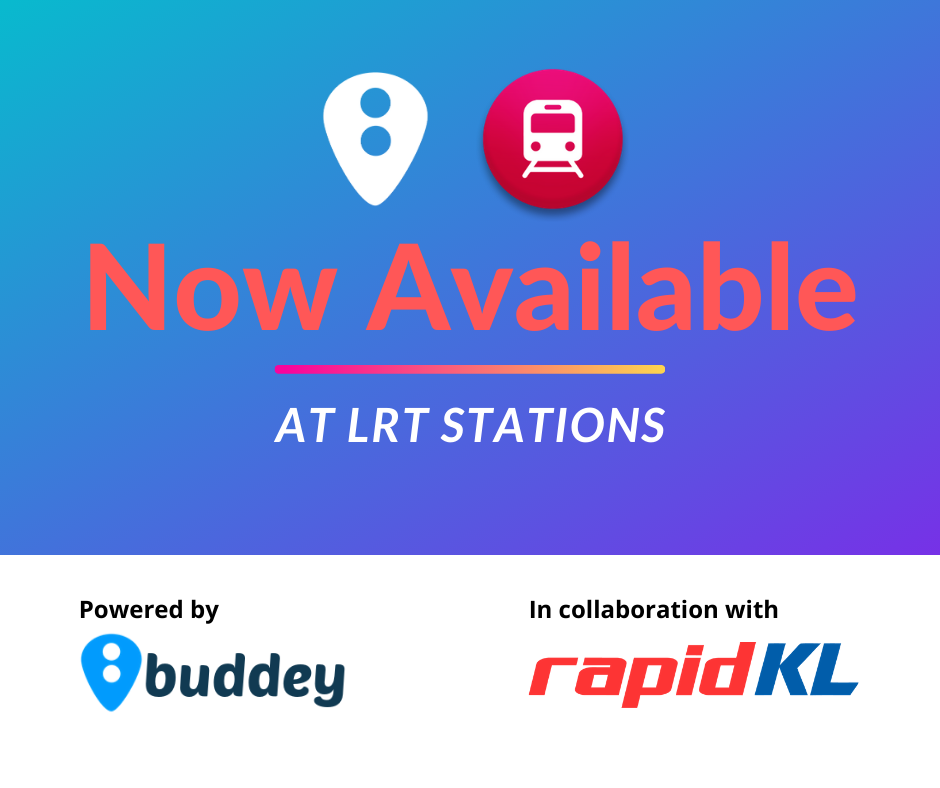 Now Available
AT LRT STATIONS
Powered by
buddey
In collaboration with
rapidKL